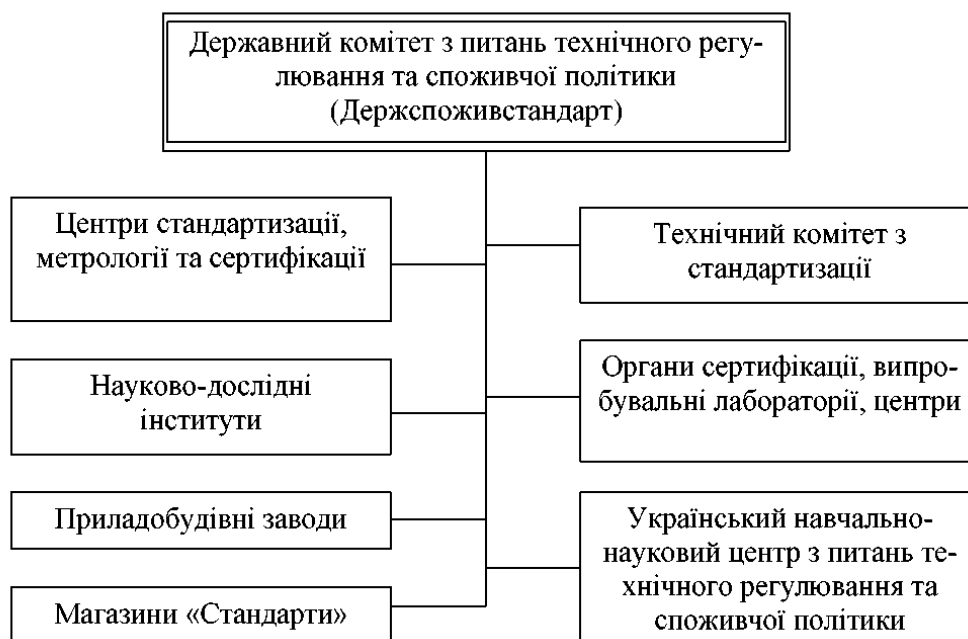 Державний комітет з питань технічного регу-
лювання та споживчої політики
(Держспоживстандарт)
Центри стандартизації,
метрології та сертифікації
Технічний комітет з
стандартизації
Науково-дослідні
інститути
Органи сертифікації, випро-
бувальні лабораторії, центри
Приладобудівні заводи
Український навчально-
науковий центр з питань те-
хнічного регулювання та
споживчої політики
Магазини «Стандарти»